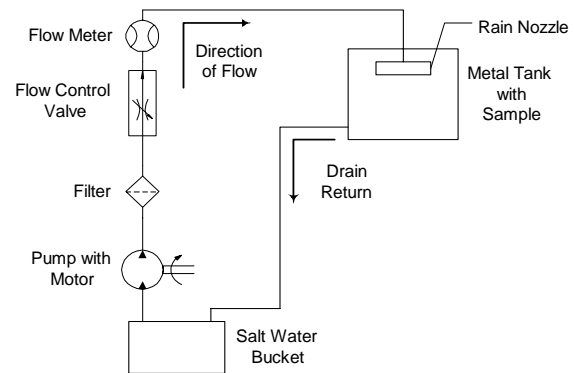 Flow Meter
Direction
of Flow
Rain Nozzle
Flow Control
Valve
Metal Tank
with
Sample
Drain
Return
Filter
Pump with
Motor
Salt Water
Bucket